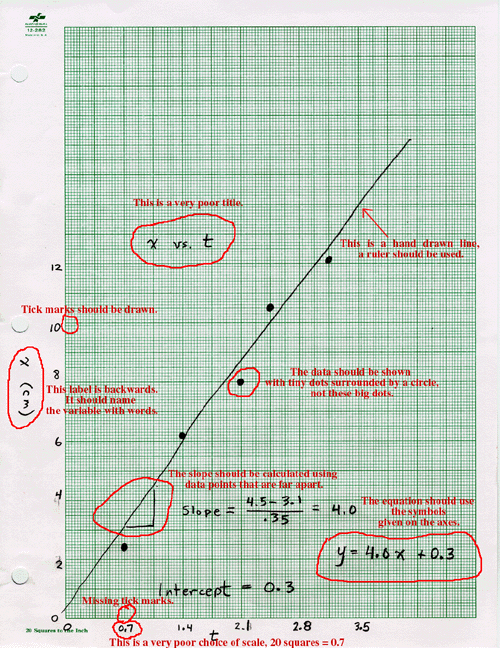 12-282
This is a very poor title.
x vs. t
This is a hand drawn line,
a ruler should be used.
12
Tick marks should be drawn.
10
The data should be shown
with tiny dots surrounded by a circle,
not these big dots.
8
x (cm)
This label is backwards.
It should name
the variable with words.
6
The slope should be calculated using
data points that are far apart.
4
Slope = 4.5-3.1 / .35 = 4.0
The equation should use
the symbols
given on the axes.
y = 4.0x + 0.3
2
Intercept = 0.3
Missing tick marks.
0
0 0.7 1.4 2.1 2.8 3.5
20 Squares to the Inch
t
This is a very poor choice of scale, 20 squares = 0.7